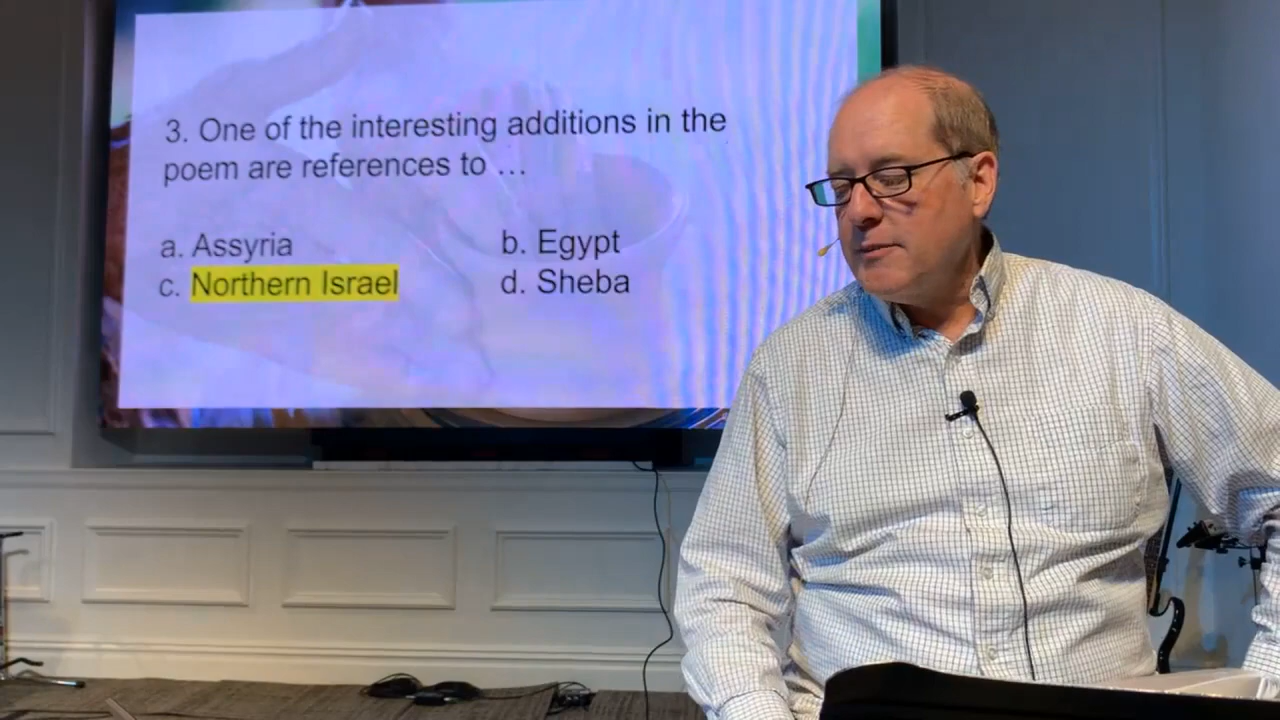 3. One of the interesting additions in the
poem are references to ...
a. Assyria b. Egypt
c. Northern Israel d. Sheba